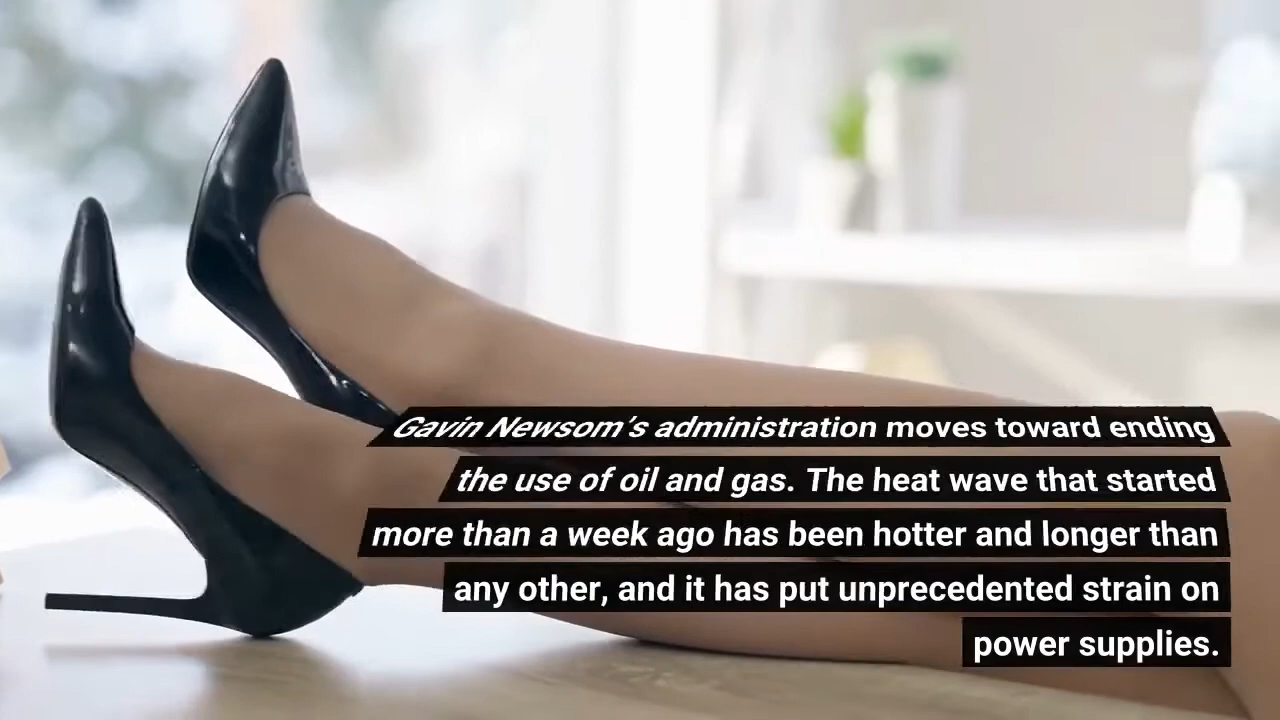 Gavin Newsom's administration moves toward ending
the use of oil and gas. The heat wave that started
more than a week ago has been hotter and longer than
any other, and it has put unprecedented strain on
power supplies.